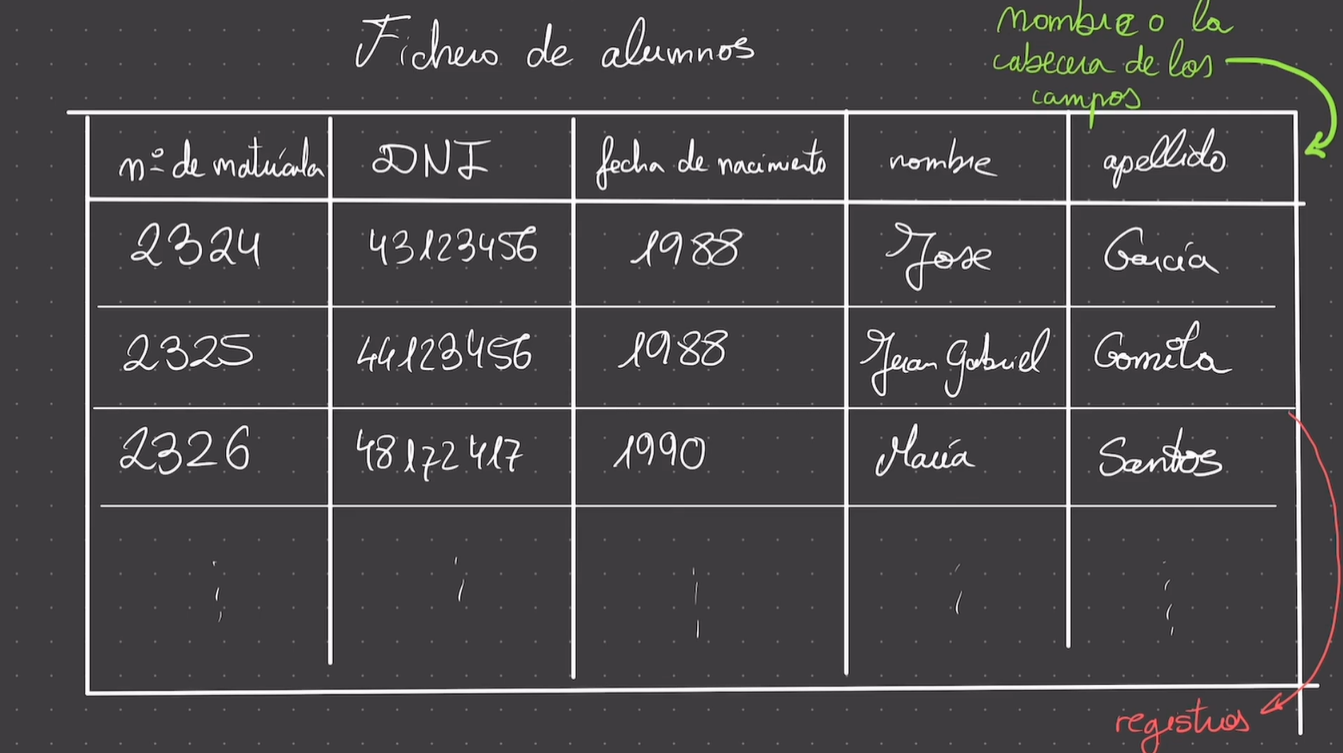 Fichero de alumnos
nombre o la
cabecera de los
campos
nº de matrícula DNI fecha de nacimiento nombre apellido
2324 43123456 1988 Jose García
2325 44123456 1988 Juan Gabriel Gomila
2326 48172417 1990 María Santos
registros